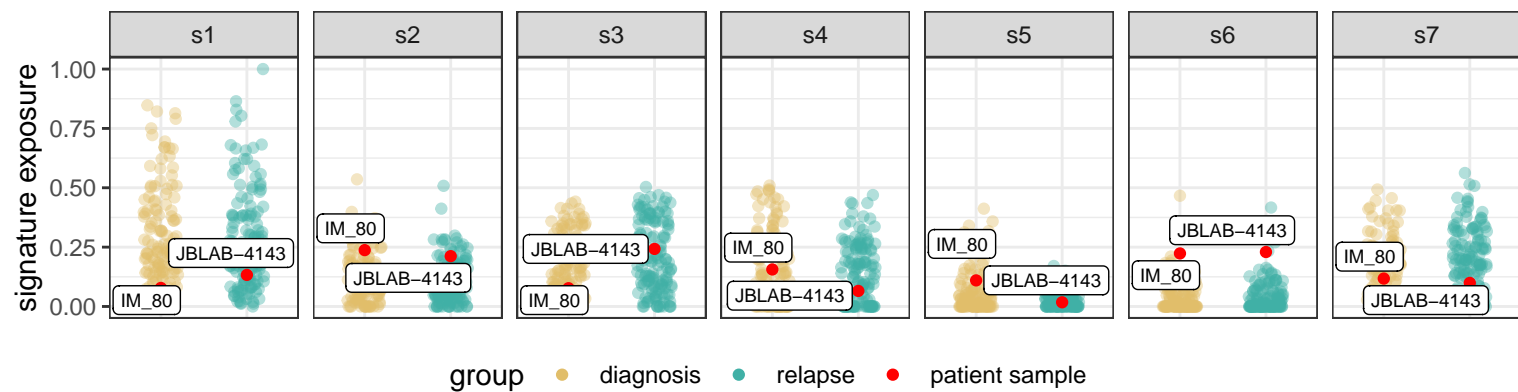 s1 s2 s3 s4 s5 s6 s7
signature exposure
1.00
0.75
0.50
0.25
0.00
JBLAB−4143
IM_80
IM_80
JBLAB−4143
JBLAB−4143
IM_80
IM_80
JBLAB−4143
IM_80
JBLAB−4143
JBLAB−4143
IM_80
IM_80
JBLAB−4143
group diagnosis relapse patient sample